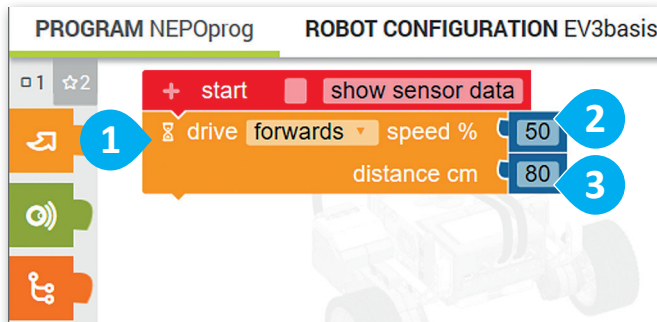 PROGRAM NEPOprog ROBOT CONFIGURATION EV3basis
1 2
+ start show sensor data
1 drive forwards speed % 50 2
distance cm 80 3